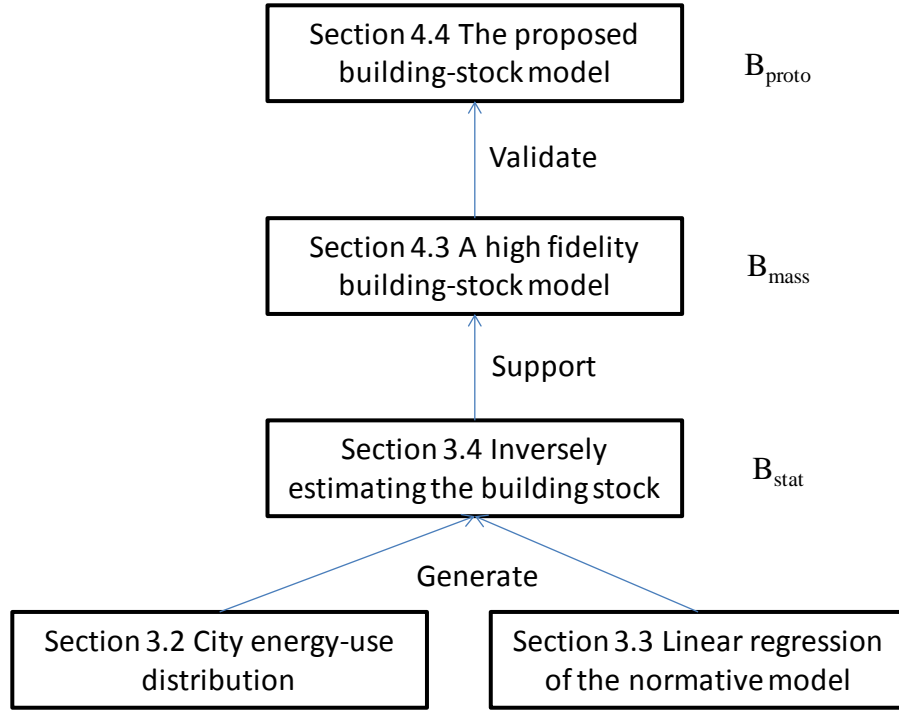 Section 4.4 The proposed
building-stock model
B_proto
Validate
Section 4.3 A high fidelity
building-stock model
B_mass
Support
Section 3.4 Inversely
estimating the building stock
B_stat
Generate
Section 3.2 City energy-use
distribution
Section 3.3 Linear regression
of the normative model